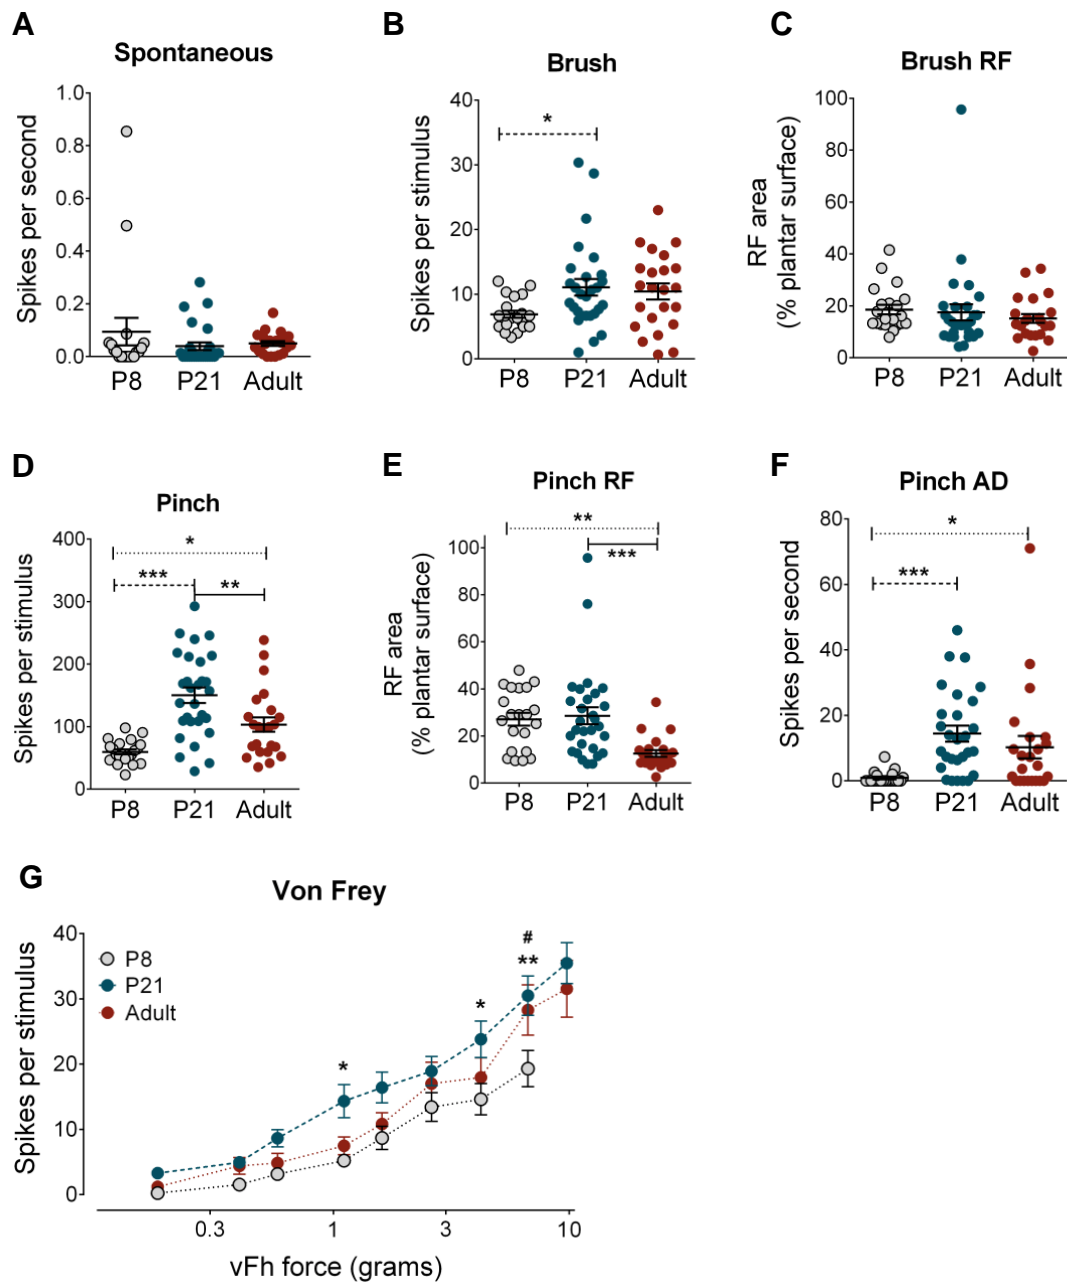 A
Spontaneous
Spikes per second
1.0
0.8
0.6
0.4
0.2
0.0
P8 P21 Adult
B
Brush
Spikes per stimulus
40
30
20
10
0
*
P8 P21 Adult
C
Brush RF
RF area
(% plantar surface)
100
80
60
40
20
0
P8 P21 Adult
D
Pinch
Spikes per stimulus
400
300
200
100
0
*
*** **
P8 P21 Adult
E
Pinch RF
RF area
(% plantar surface)
100
80
60
40
20
0
**
***
P8 P21 Adult
F
Pinch AD
Spikes per second
80
60
40
20
0
*
***
P8 P21 Adult
G
Von Frey
Spikes per stimulus
40
30
20
10
0
P8
P21
Adult
*
*
#
**
0.3 1 3 10
vFh force (grams)